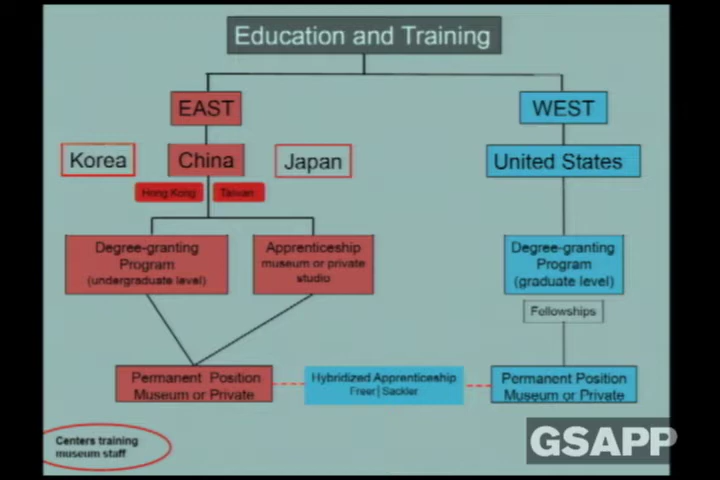 Education and Training
EAST
WEST
Korea
China
Japan
United States
Hong Kong
Taiwan
Degree-granting
Program
(undergraduate level)
Apprenticeship
museum or private
studio
Degree-granting
Program
(graduate level)
Fellowships
Permanent Position
Museum or Private
Hybridized Apprenticeship
Freer| Sackler
Permanent Position
Museum or Private
Centers training
museum staff
GSAPP